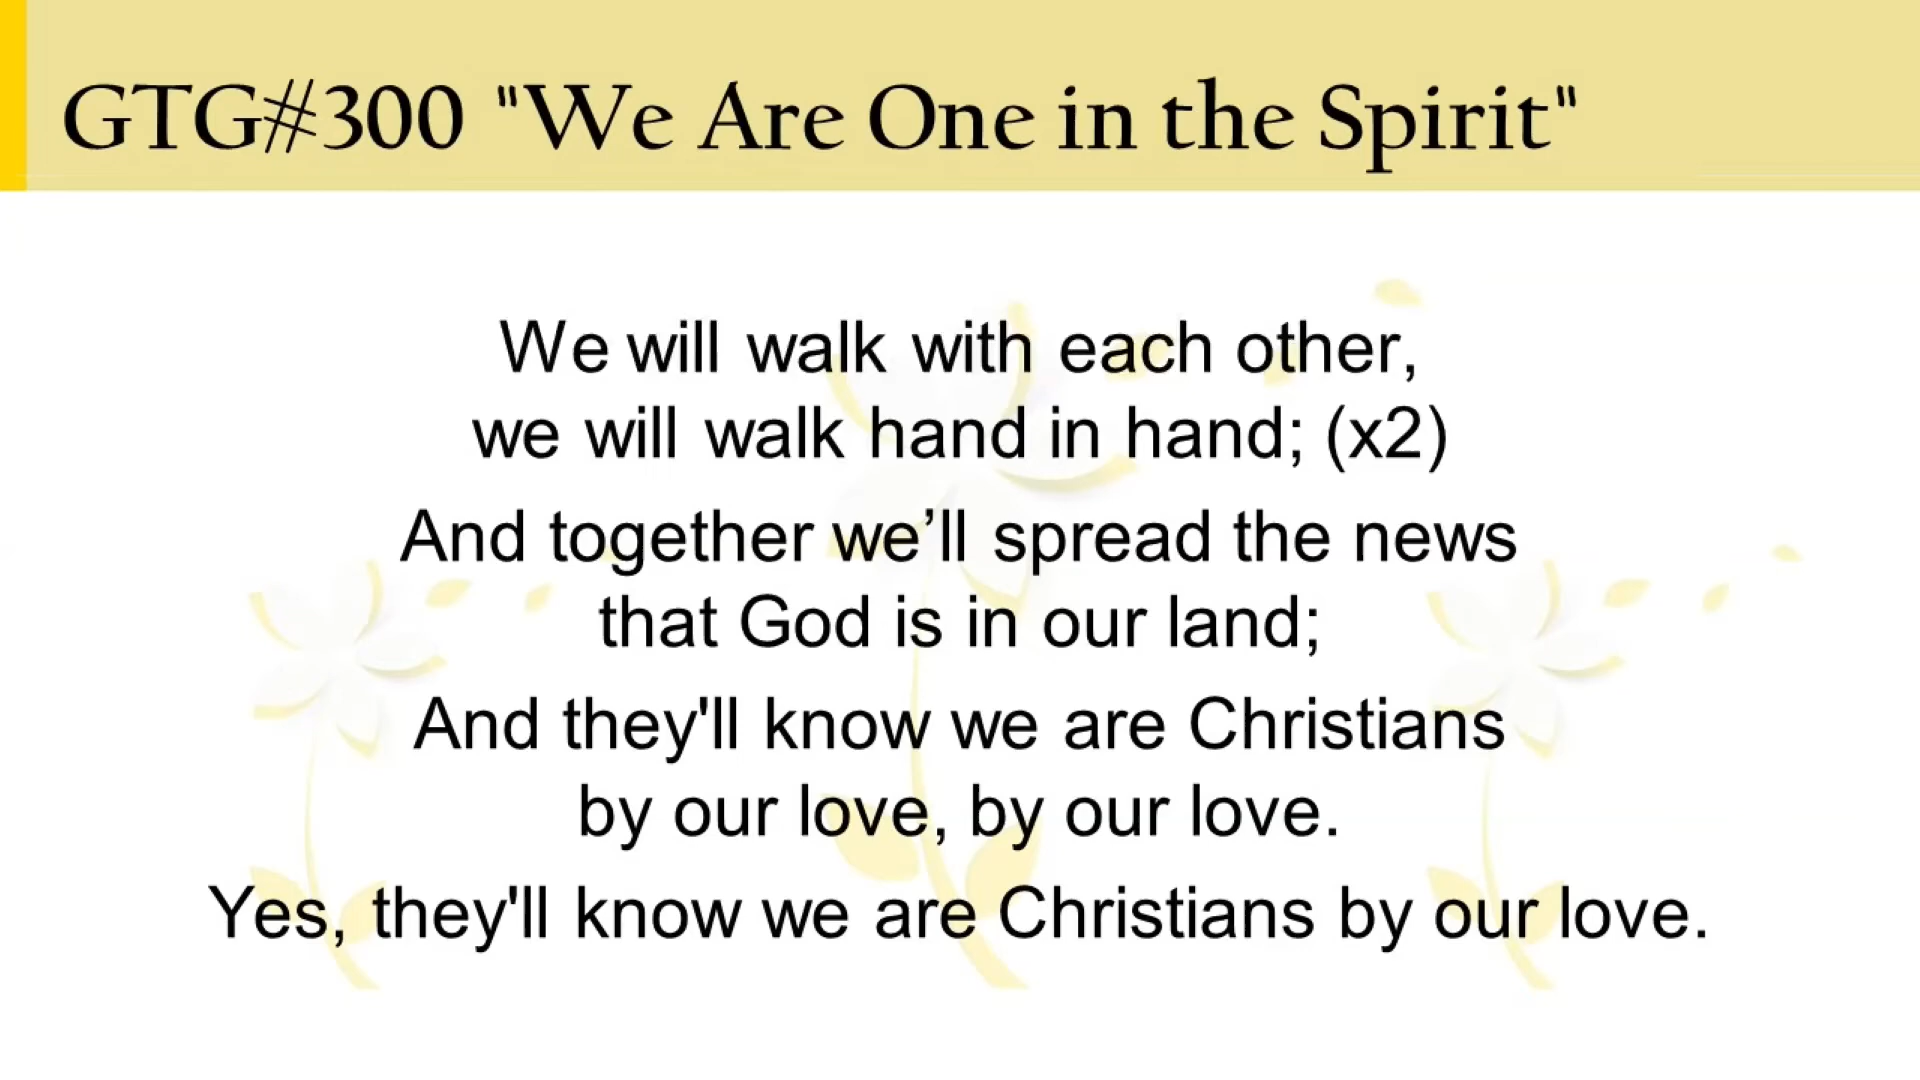 GTG#300 "We Are One in the Spirit"
We will walk with each other,
we will walk hand in hand; (x2)
And together we’ll spread the news
that God is in our land;
And they'll know we are Christians
by our love, by our love.
Yes, they'll know we are Christians by our love.